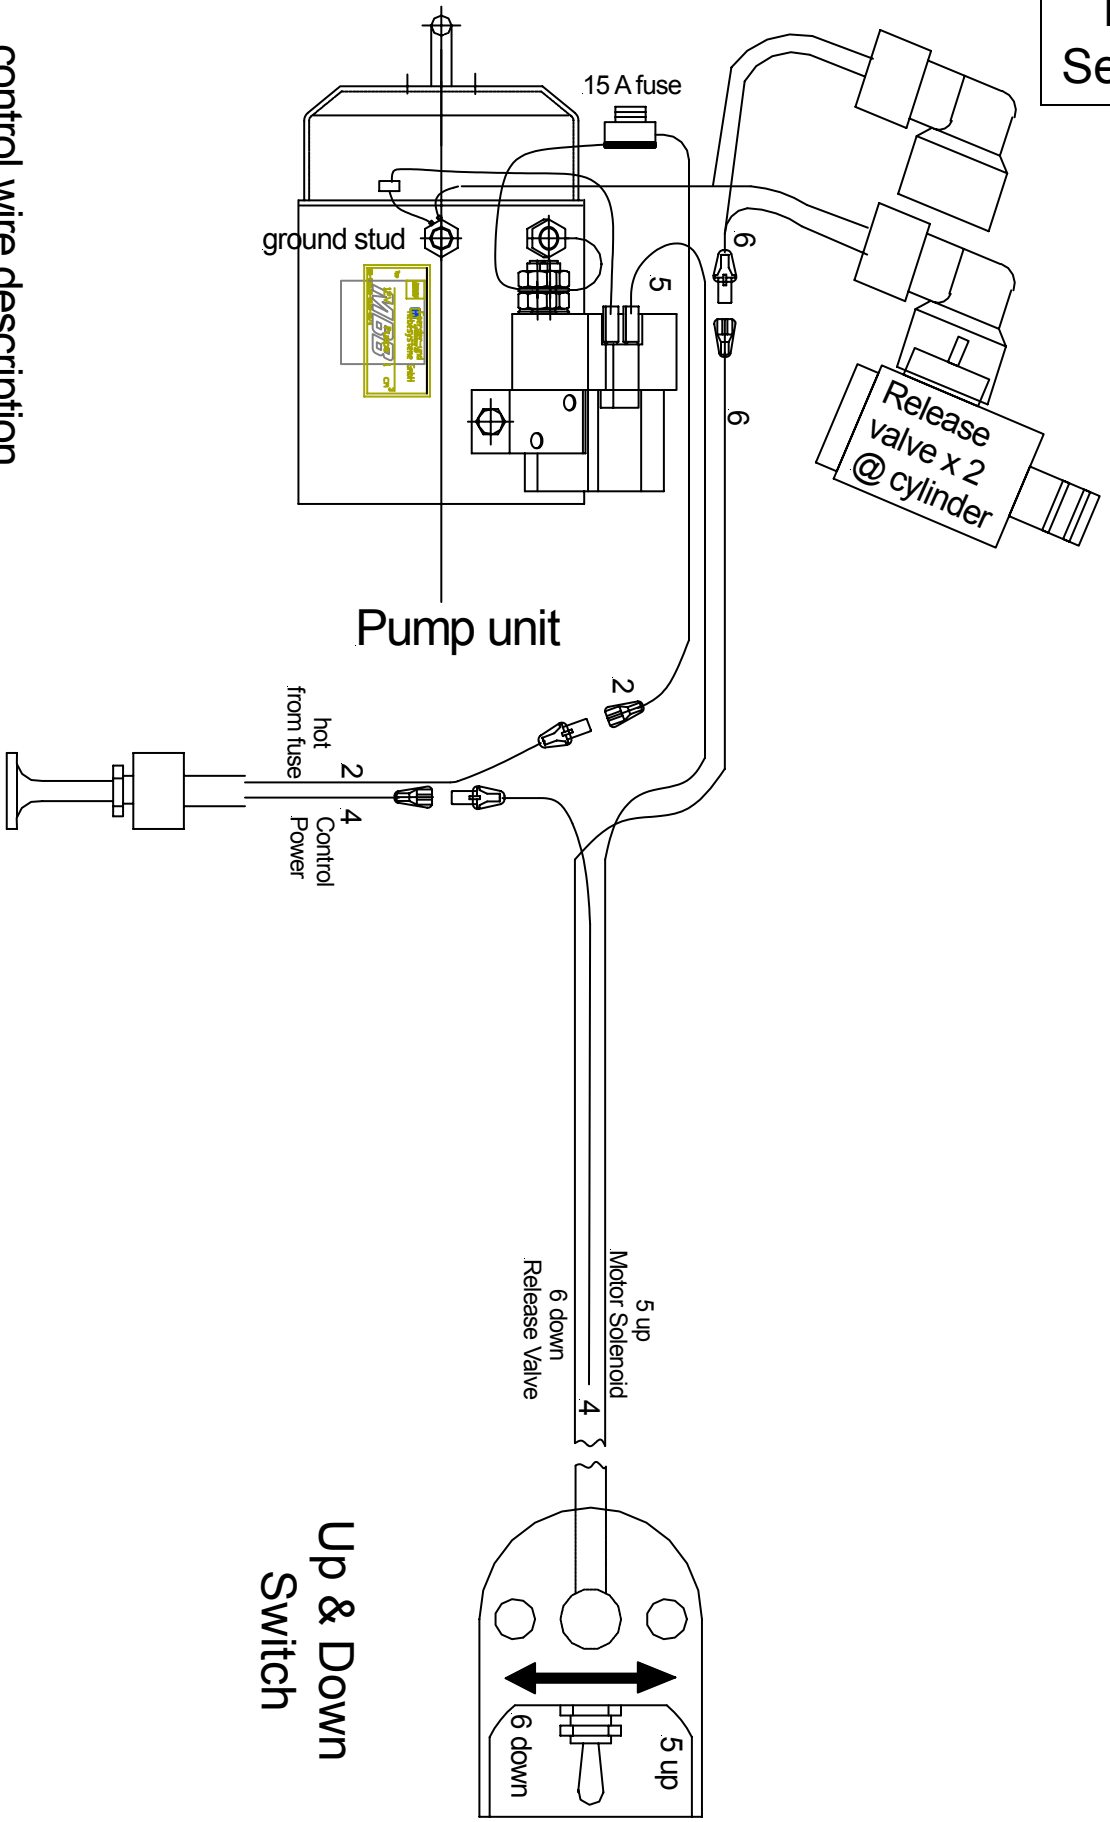 Se
15 A fuse
ground stud
6
5
6
Release
valve x 2
@ cylinder
Pump unit
2
hot
from fuse
2
4
Control
Power
5 up
Motor Solenoid
6 down
Release Valve
4
Up & Down
Switch
5 up
6 down
control wire description
MBB